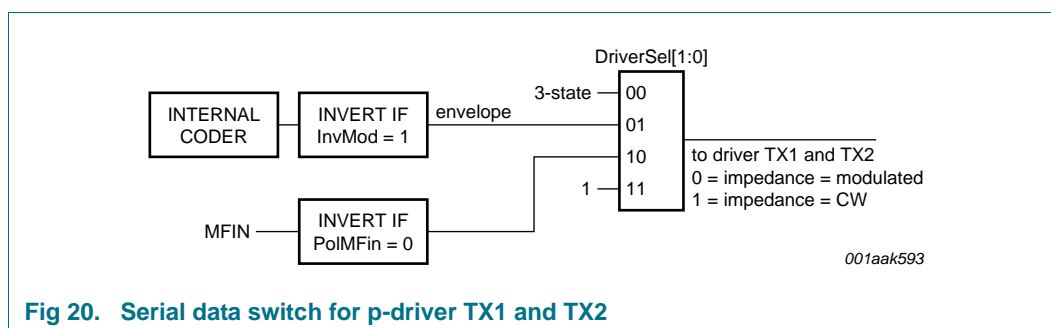 DriverSel[1:0]
3-state
00
INTERNAL
CODER
INVERT IF
InvMod = 1
envelope
01
10
1
11
to driver TX1 and TX2
0 = impedance = modulated
1 = impedance = CW
MFIN
INVERT IF
PolMFin = 0
001aak593
Fig 20. Serial data switch for p-driver TX1 and TX2